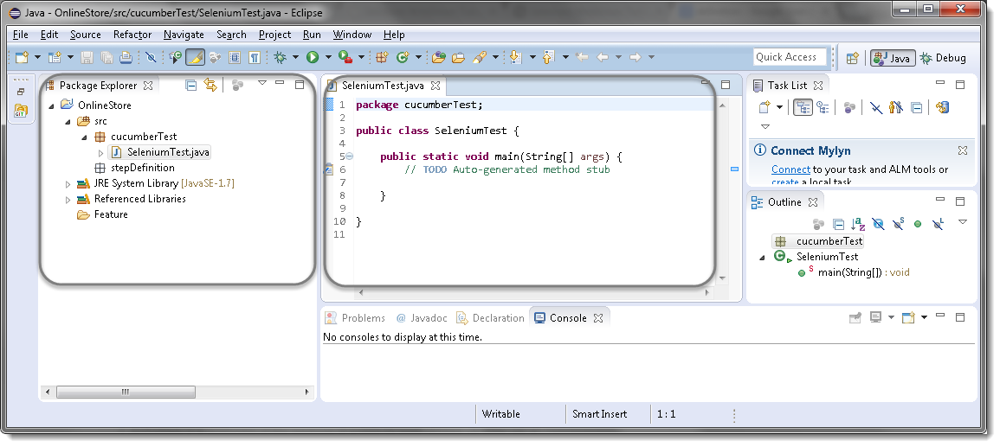 Java - OnlineStore/src/cucumberTest/SeleniumTest.java - Eclipse
File Edit Source Refactor Navigate Search Project Run Window Help
Quick Access Java Debug
Package Explorer
GIT
OnlineStore
src
cucumberTest
SeleniumTest.java
stepDefinition
JRE System Library [JavaSE-1.7]
Referenced Libraries
Feature
SeleniumTest.java
1 package cucumberTest;
2
3 public class SeleniumTest {
4
5 public static void main(String[] args) {
6 // TODO Auto-generated method stub
7
8 }
9
10 }
11
Task List
Connect Mylyn
Connect to your task and ALM tools or
create a local task
Outline
cucumberTest
SeleniumTest
main(String[]) : void
Problems @ Javadoc Declaration Console
No consoles to display at this time.
Writable Smart Insert 1 : 1